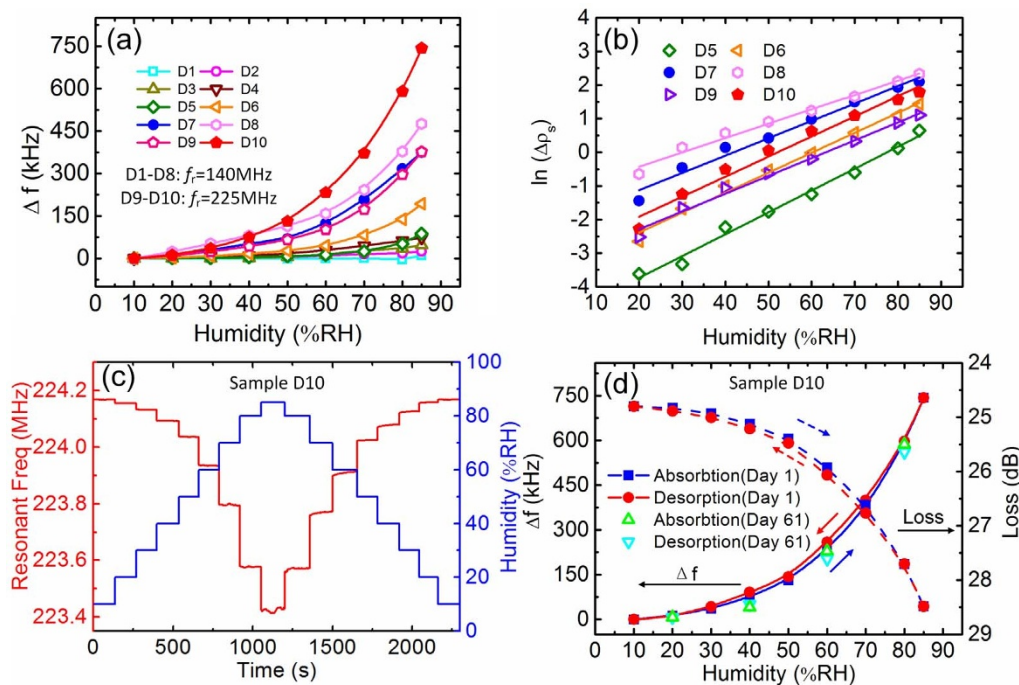 (a)
Δ f (kHz)
750
600
450
300
150
0
D1 D2
D3 D4
D5 D6
D7 D8
D9 D10
D1-D8: fr=140MHz
D9-D10: fr=225MHz
0 10 20 30 40 50 60 70 80 90
Humidity (%RH)
(b)
ln (Δρs)
4
3
2
1
0
-1
-2
-3
-4
D5 D6
D7 D8
D9 D10
10 20 30 40 50 60 70 80 90
Humidity (%RH)
(c)
Sample D10
Resonant Freq (MHz)
224.2
224.0
223.8
223.6
223.4
100
80
60
40
20
0
Humidity (%RH)
0 500 1000 1500 2000
Time (s)
(d)
Sample D10
Δf (kHz)
750
600
450
300
150
0
Absorbtion(Day 1)
Desorption(Day 1)
Absorbtion(Day 61)
Desorption(Day 61)
Loss
Δ f
24
25
26
27
28
29
Loss (dB)
0 10 20 30 40 50 60 70 80 90
Humidity (%RH)